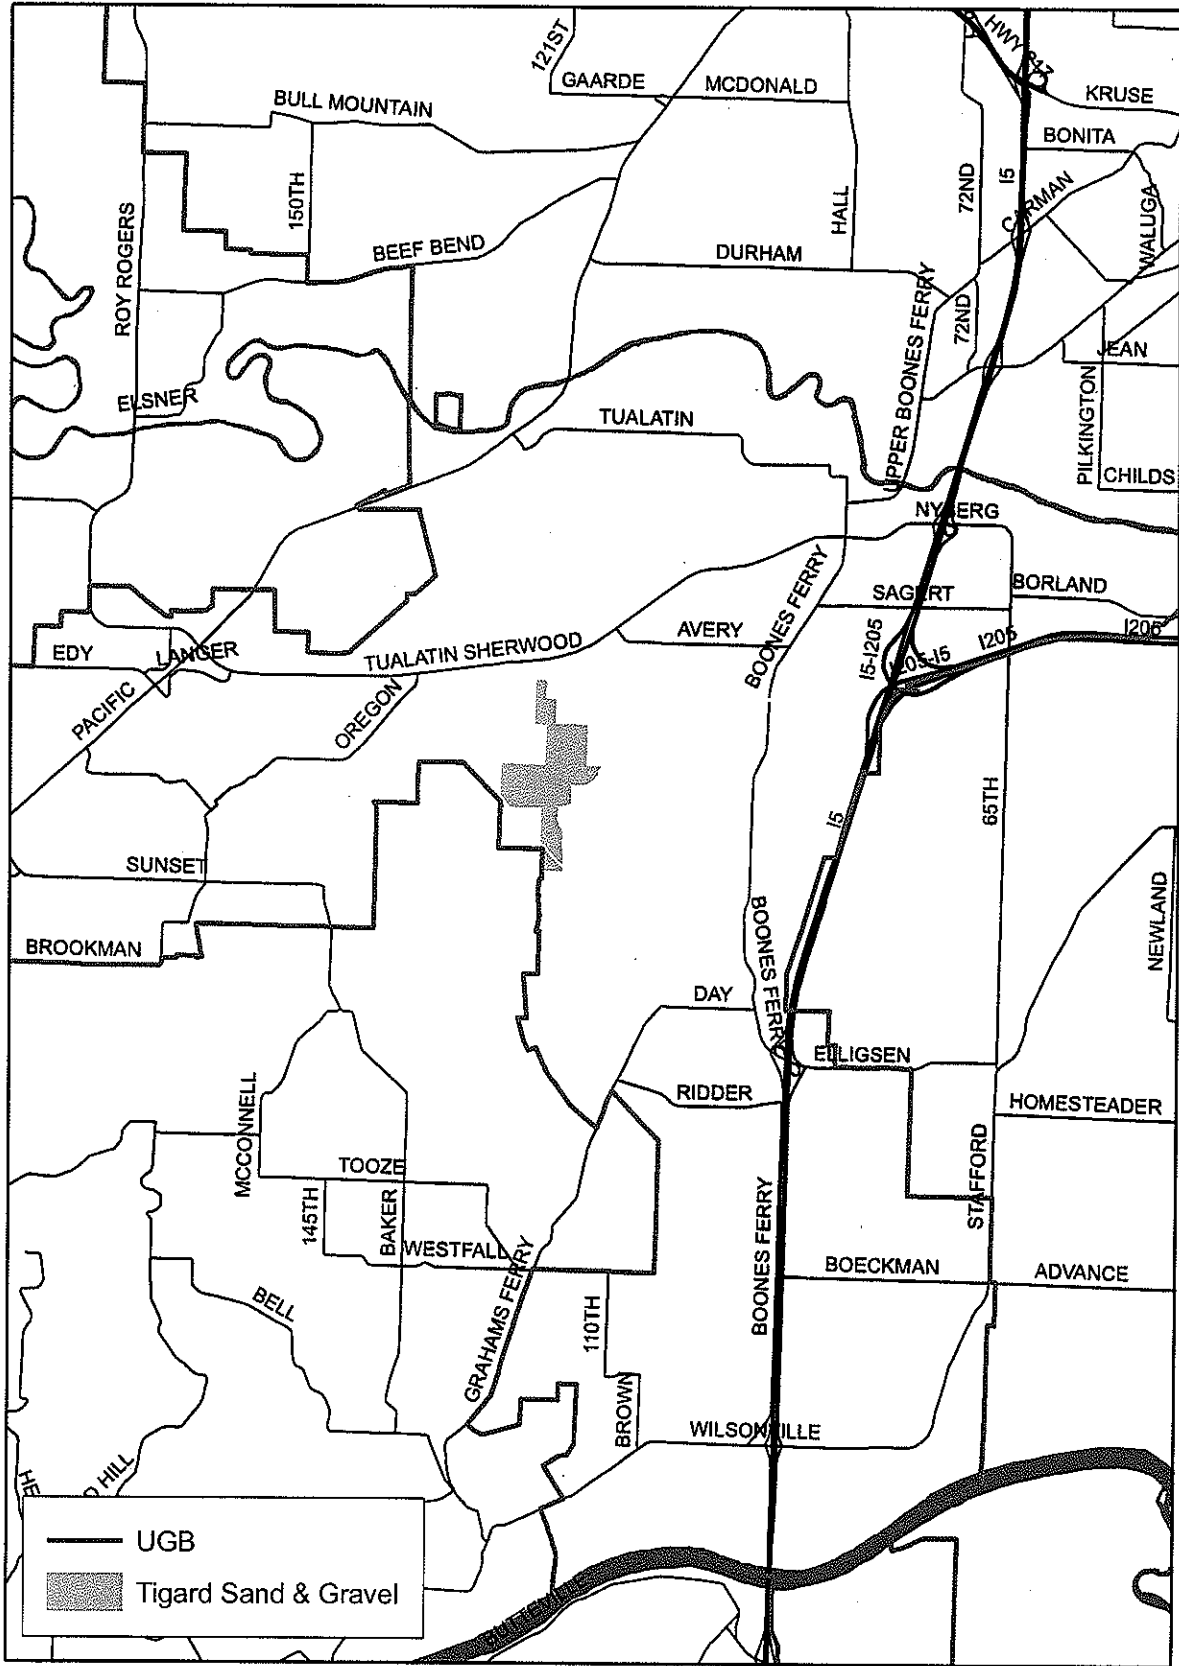 121ST
HWY 217
GAARDE
MCDONALD
KRUSE
BULL MOUNTAIN
BONITA
I5
72ND
CARMAN
WALUGA
150TH
HALL
ROY ROGERS
BEEF BEND
DURHAM
UPPER BOONES FERRY
72ND
JEAN
ELSNER
TUALATIN
PILKINGTON
CHILDS
NYBERG
BOONES FERRY
SAGERT
BORLAND
EDY
LANGER
TUALATIN SHERWOOD
AVERY
I5-I205
I205-I5
I205
I205
PACIFIC
OREGON
65TH
I5
SUNSET
NEWLAND
BROOKMAN
BOONES FERRY
DAY
ELLIGSEN
RIDDER
HOMESTEADER
MCCONNELL
TOOZE
STAFFORD
145TH
BAKER
WESTFALL
GRAHAMS FERRY
BOONES FERRY
BOECKMAN
ADVANCE
BELL
110TH
BROWN
WILSONVILLE
HILL
UGB
Tigard Sand & Gravel
BUTTEVILLE